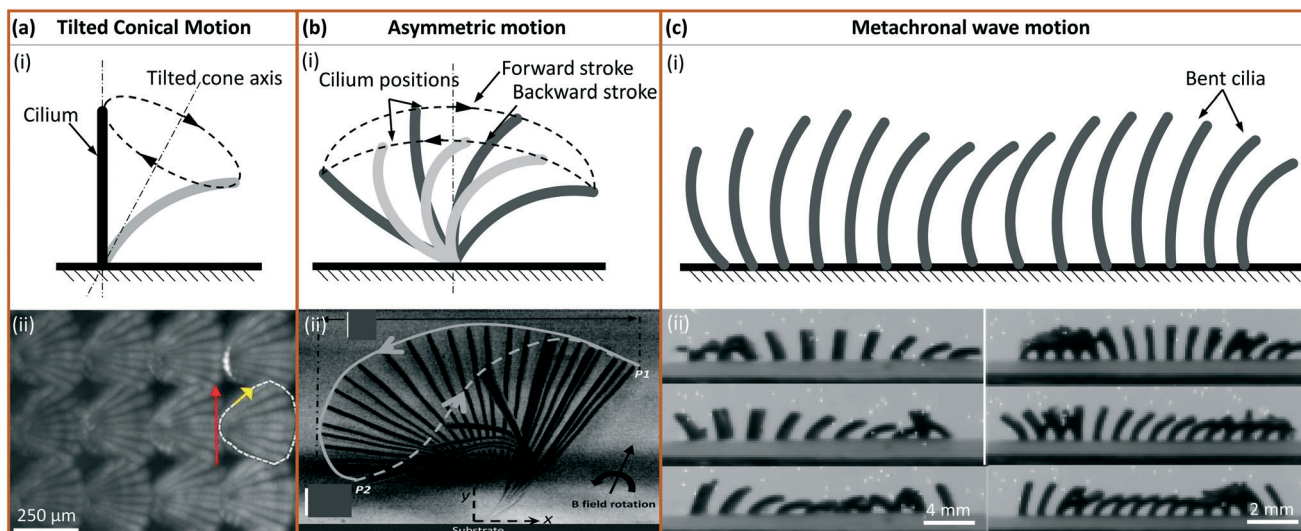 (a) Tilted Conical Motion
(i)
Tilted cone axis
Cilium
(ii)
250 µm
(b) Asymmetric motion
(i)
Cilium positions
Forward stroke
Backward stroke
(ii)
P1
P2
B field rotation
y
x
Substrate
(c) Metachronal wave motion
(i)
Bent cilia
(ii)
4 mm
2 mm